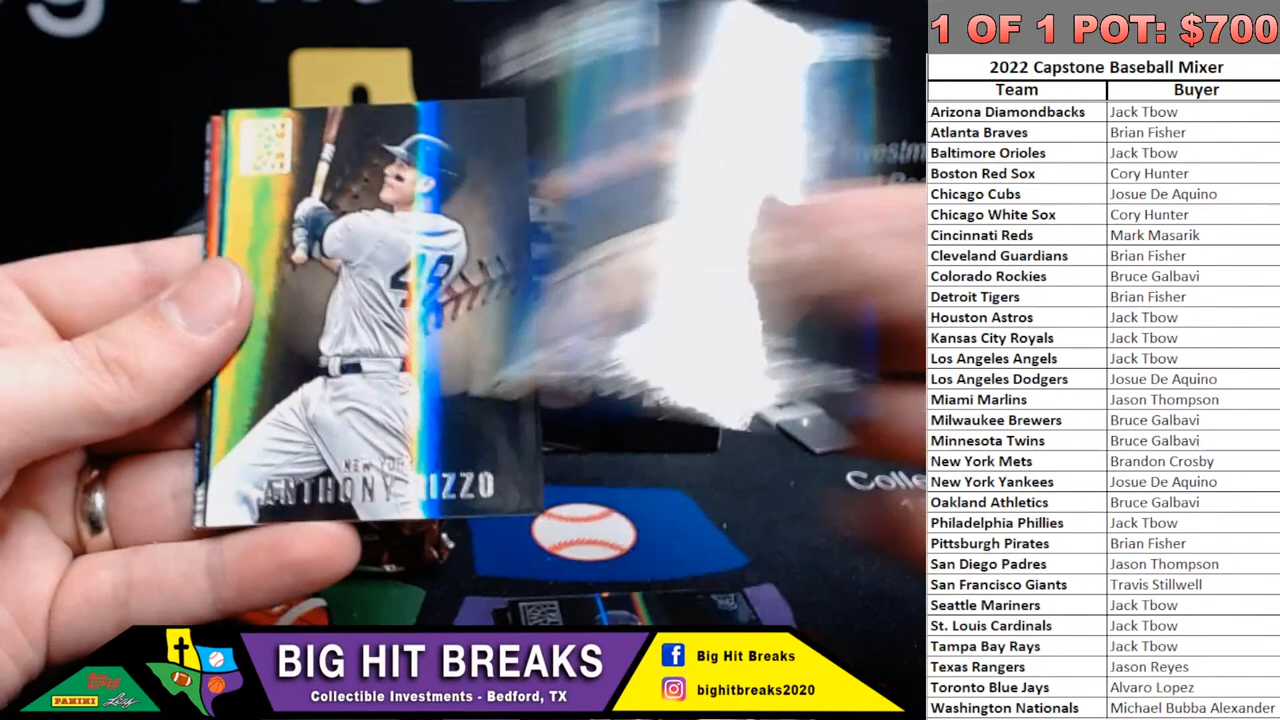 1 OF 1 POT: $700
2022 Capstone Baseball Mixer
Team Buyer
Arizona Diamondbacks Jack Tbow
Atlanta Braves Brian Fisher
Baltimore Orioles Jack Tbow
Boston Red Sox Cory Hunter
Chicago Cubs Josue De Aquino
Chicago White Sox Cory Hunter
Cincinnati Reds Mark Masarik
Cleveland Guardians Brian Fisher
Colorado Rockies Bruce Galbavi
Detroit Tigers Brian Fisher
Houston Astros Jack Tbow
Kansas City Royals Jack Tbow
Los Angeles Angels Jack Tbow
Los Angeles Dodgers Josue De Aquino
Miami Marlins Jason Thompson
Milwaukee Brewers Bruce Galbavi
Minnesota Twins Bruce Galbavi
New York Mets Brandon Crosby
New York Yankees Josue De Aquino
Oakland Athletics Bruce Galbavi
Philadelphia Phillies Jack Tbow
Pittsburgh Pirates Brian Fisher
San Diego Padres Jason Thompson
San Francisco Giants Travis Stillwell
Seattle Mariners Jack Tbow
St. Louis Cardinals Jack Tbow
Tampa Bay Rays Jack Tbow
Texas Rangers Jason Reyes
Toronto Blue Jays Alvaro Lopez
Washington Nationals Michael Bubba Alexander
48
NEW YORK
ANTHONY RIZZO
Colle
Topps
PANINI Leaf
BIG HIT BREAKS
Collectible Investments - Bedford, TX
Big Hit Breaks
bighitbreaks2020